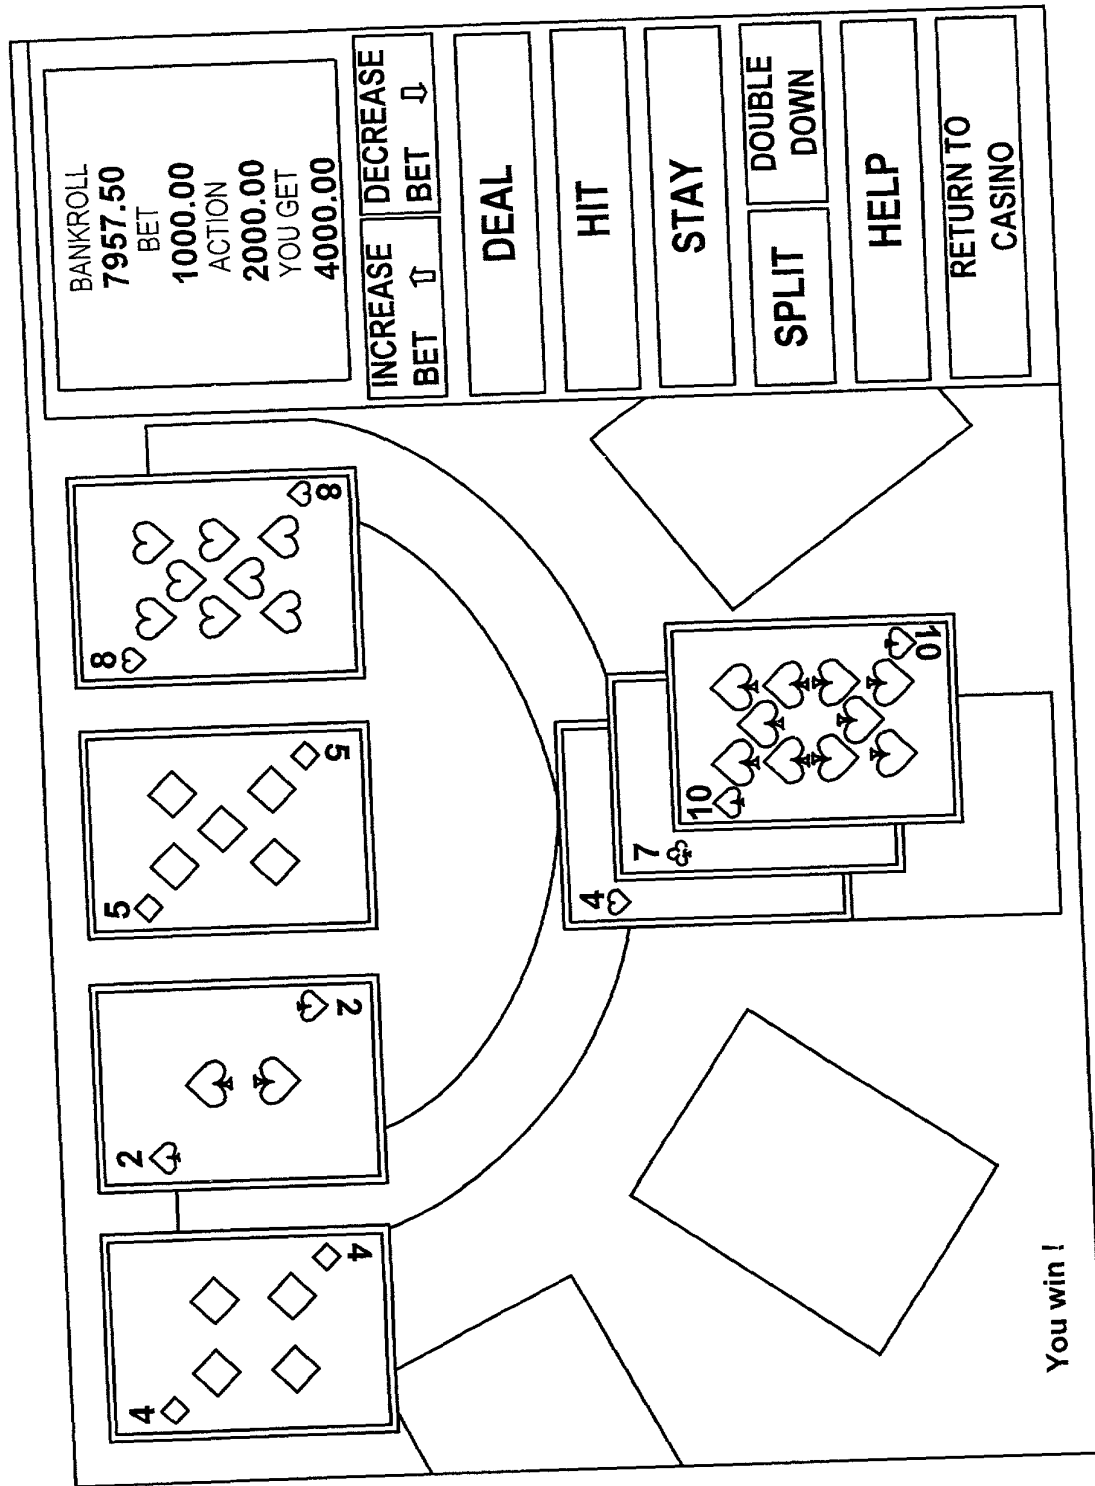 4
4
2
2
5
5
8
8
4
7
10
10
You win !
BANKROLL
7957.50
BET
1000.00
ACTION
2000.00
YOU GET
4000.00
INCREASE
BET ⇧
DECREASE
BET ⇩
DEAL
HIT
STAY
SPLIT
DOUBLE
DOWN
HELP
RETURN TO
CASINO